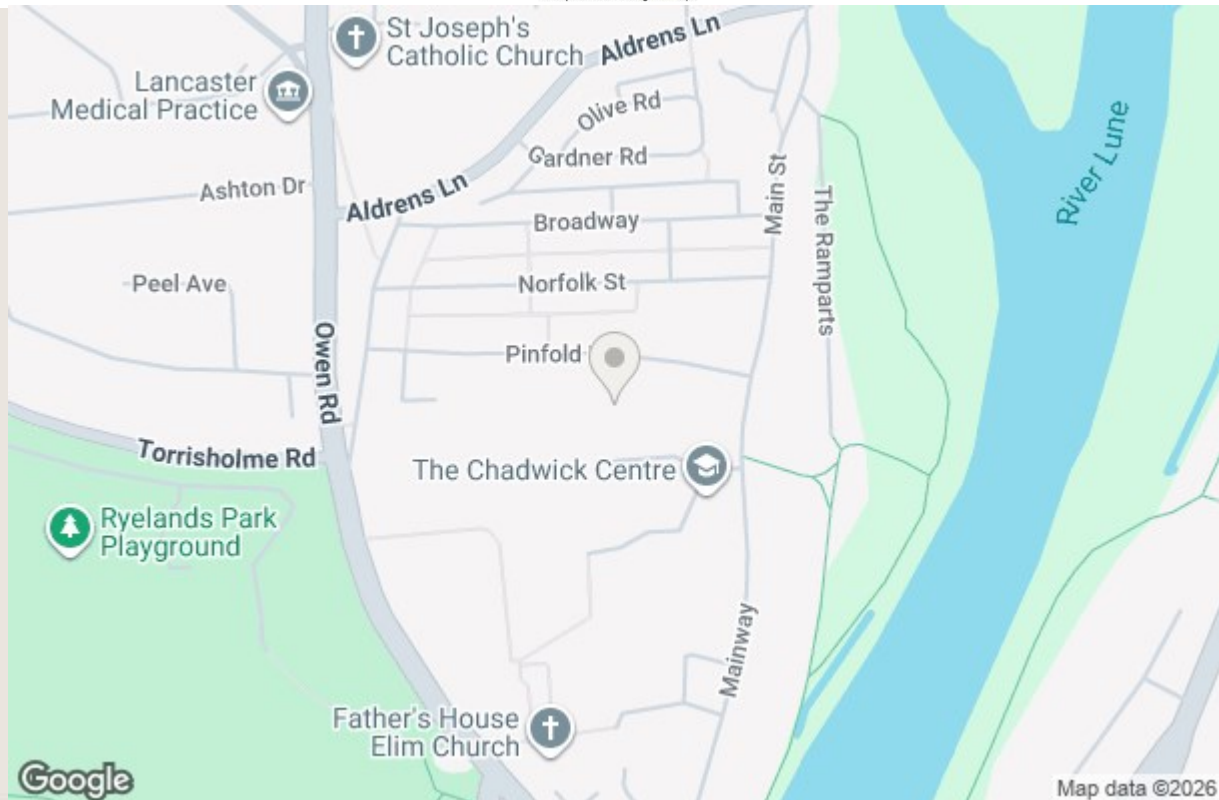 St Joseph's
Catholic Church
Aldrens Ln
Lancaster
Medical Practice
Olive Rd
Gardner Rd
Ashton Dr
Aldrens Ln
Broadway
Main St
The Ramparts
River Lune
Peel Ave
Norfolk St
Owen Rd
Pinfold
Torrisholme Rd
The Chadwick Centre
Ryelands Park
Playground
Mainway
Father's House
Elim Church
Google
Map data ©2026